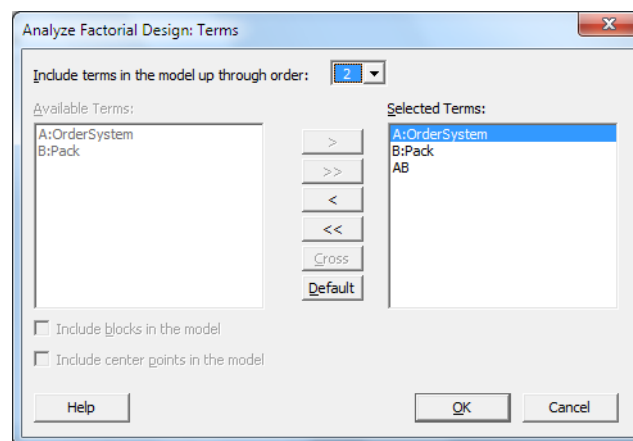 Analyze Factorial Design: Terms
Include terms in the model up through order: 2
Available Terms:
A:OrderSystem
B:Pack
>
>>
<
<<
Cross
Default
Selected Terms:
A:OrderSystem
B:Pack
AB
Include blocks in the model
Include center points in the model
Help
OK
Cancel